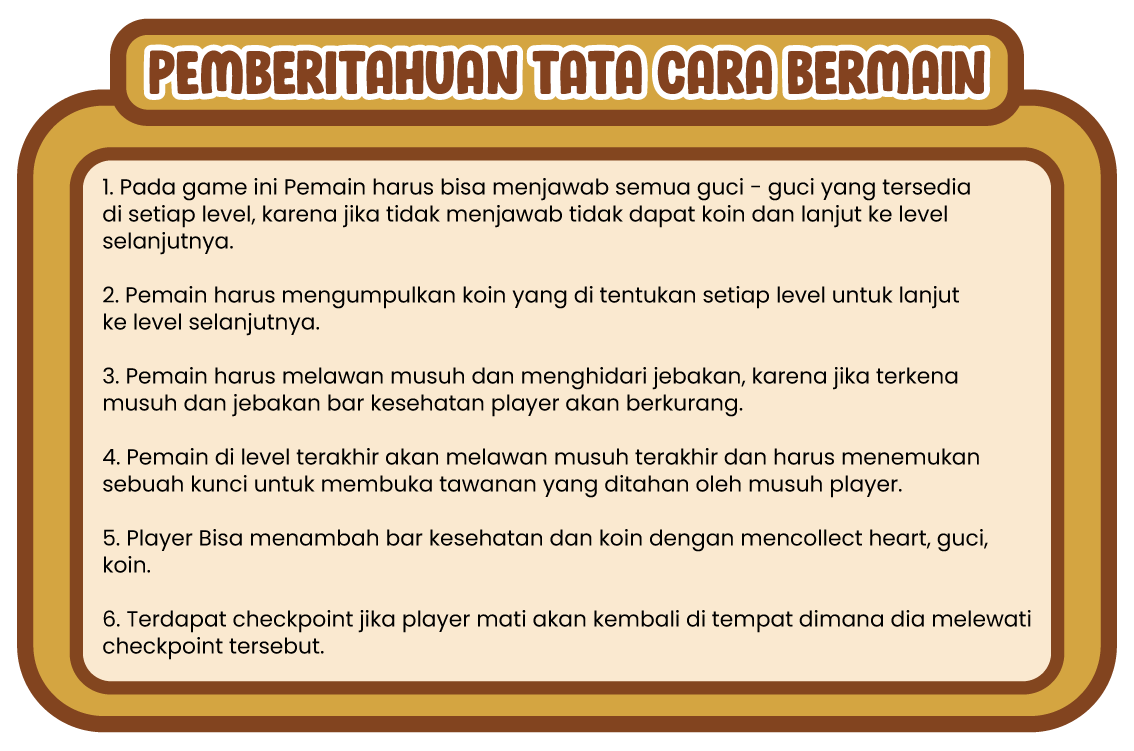 PEMBERITAHUAN TATA CARA BERMAIN
1. Pada game ini Pemain harus bisa menjawab semua guci - guci yang tersedia
di setiap level, karena jika tidak menjawab tidak dapat koin dan lanjut ke level
selanjutnya.
2. Pemain harus mengumpulkan koin yang di tentukan setiap level untuk lanjut
ke level selanjutnya.
3. Pemain harus melawan musuh dan menghidari jebakan, karena jika terkena
musuh dan jebakan bar kesehatan player akan berkurang.
4. Pemain di level terakhir akan melawan musuh terakhir dan harus menemukan
sebuah kunci untuk membuka tawanan yang ditahan oleh musuh player.
5. Player Bisa menambah bar kesehatan dan koin dengan mencollect heart, guci,
koin.
6. Terdapat checkpoint jika player mati akan kembali di tempat dimana dia melewati
checkpoint tersebut.